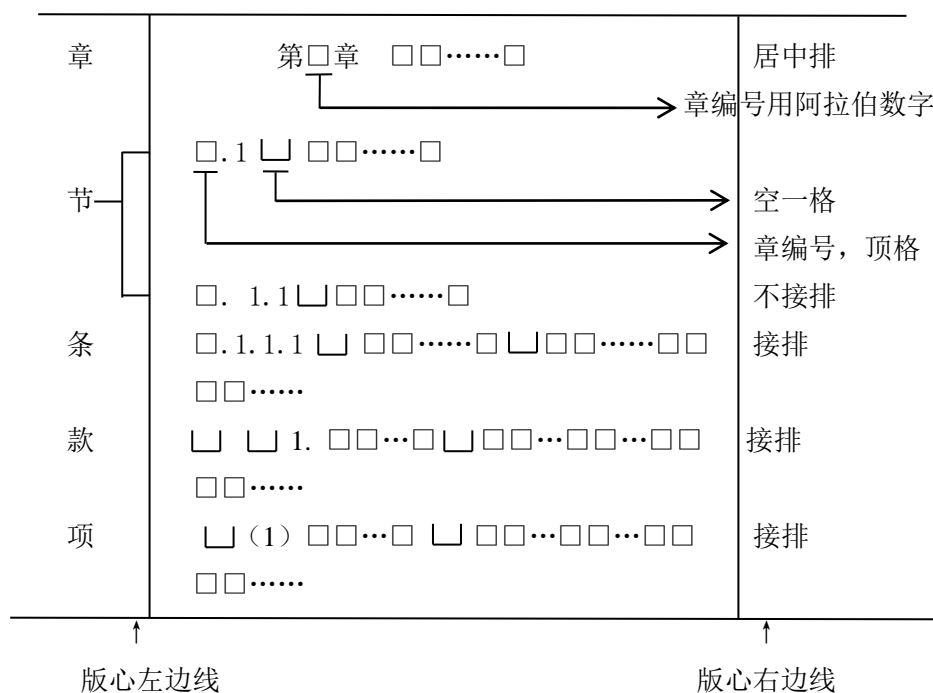 章 第□章 □□……□ 居中排
章编号用阿拉伯数字
□.1 ⌴ □□……□
节 空一格
章编号，顶格
□. 1.1⌴□□……□ 不接排
条 □.1.1.1 ⌴ □□……□ ⌴□□……□□ 接排
□□……
款 ⌴ ⌴ 1. □□…□⌴□□…□□…□□ 接排
□□……
项 ⌴（1）□□…□ ⌴ □□…□□…□□ 接排
□□……
版心左边线 版心右边线